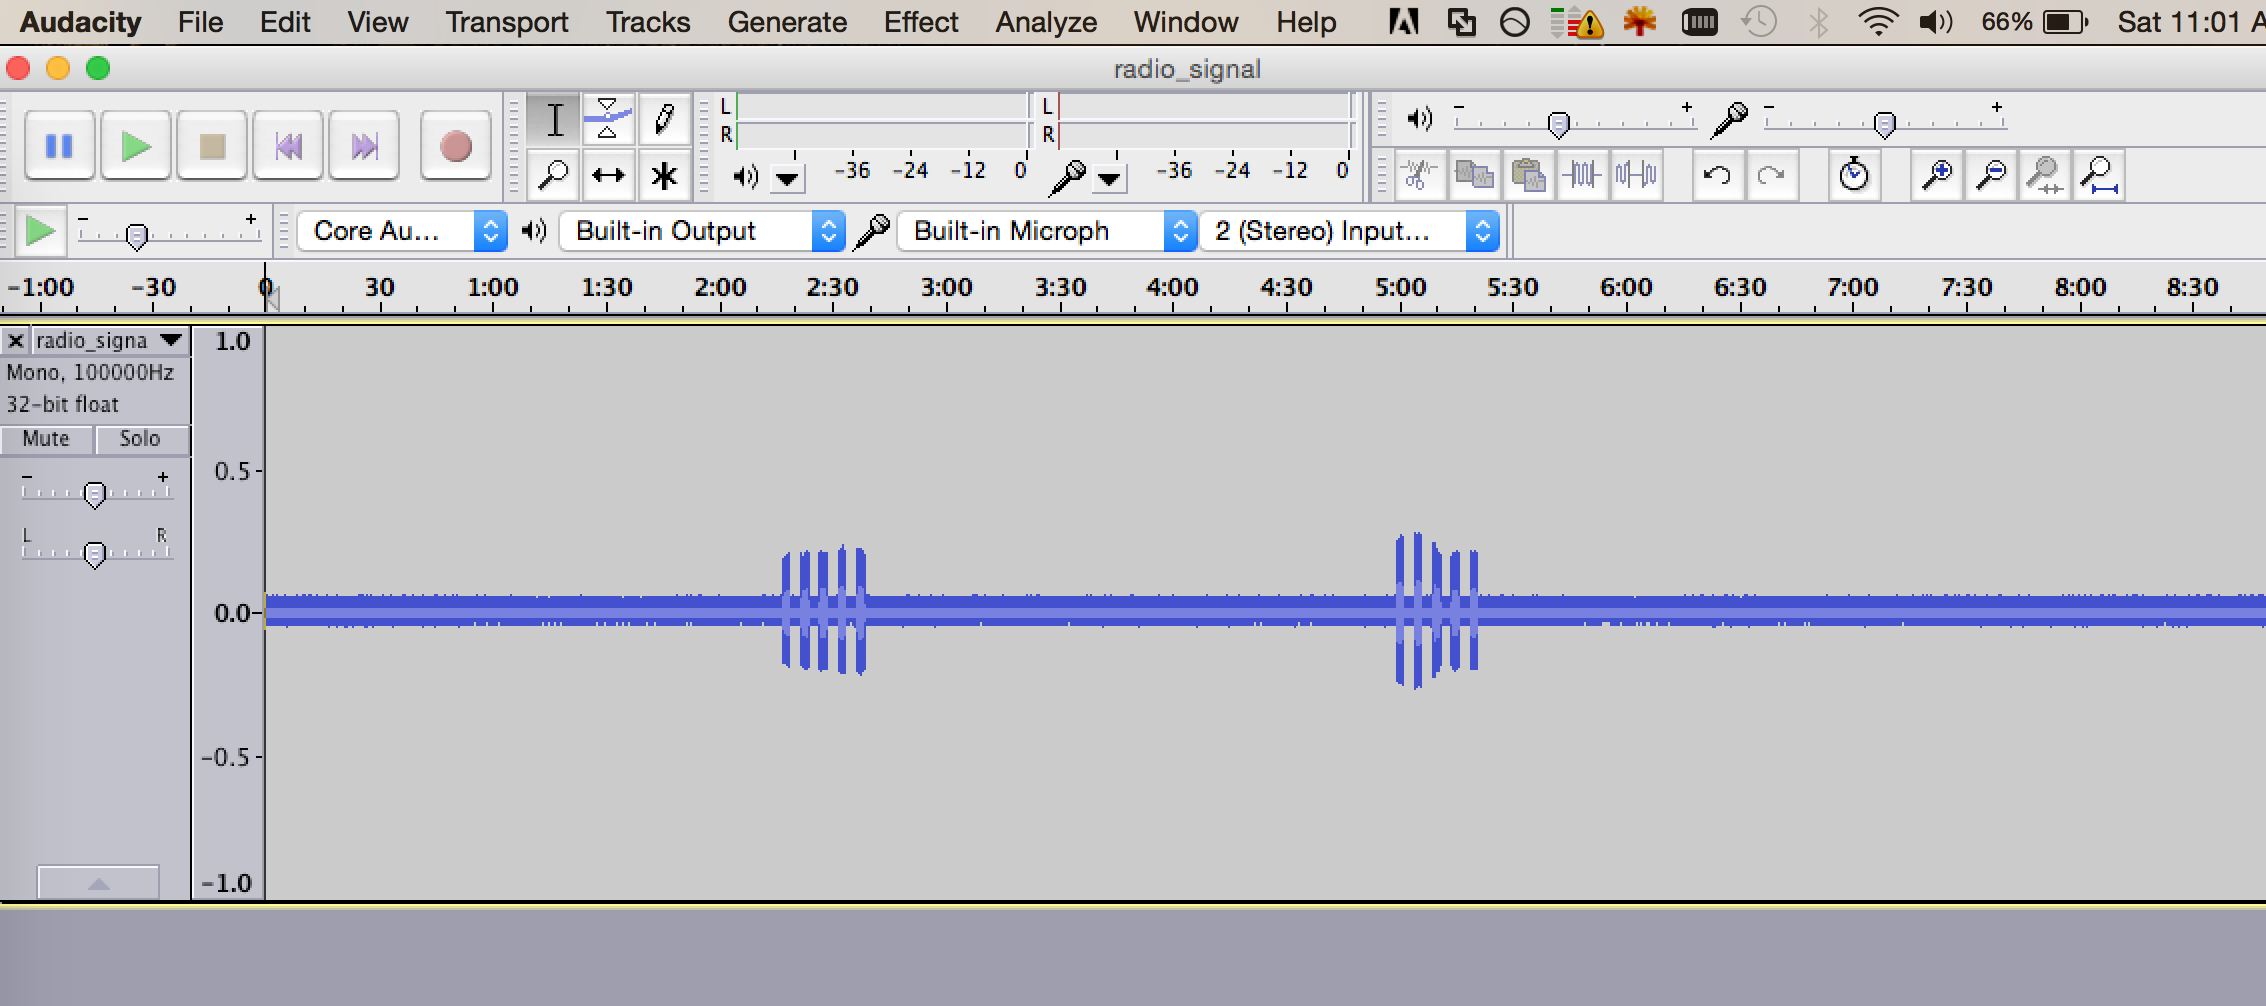 Audacity File Edit View Transport Tracks Generate Effect Analyze Window Help 66% Sat 11:01 A
radio_signal
L L - + - +
R R
-36 -24 -12 0 -36 -24 -12 0
- + Core Au... Built-in Output Built-in Microph 2 (Stereo) Input...
-1:00 -30 0 30 1:00 1:30 2:00 2:30 3:00 3:30 4:00 4:30 5:00 5:30 6:00 6:30 7:00 7:30 8:00 8:30
radio_signa 1.0
Mono, 100000Hz
32-bit float
Mute Solo
0.5
- +
L R
0.0
-0.5
-1.0